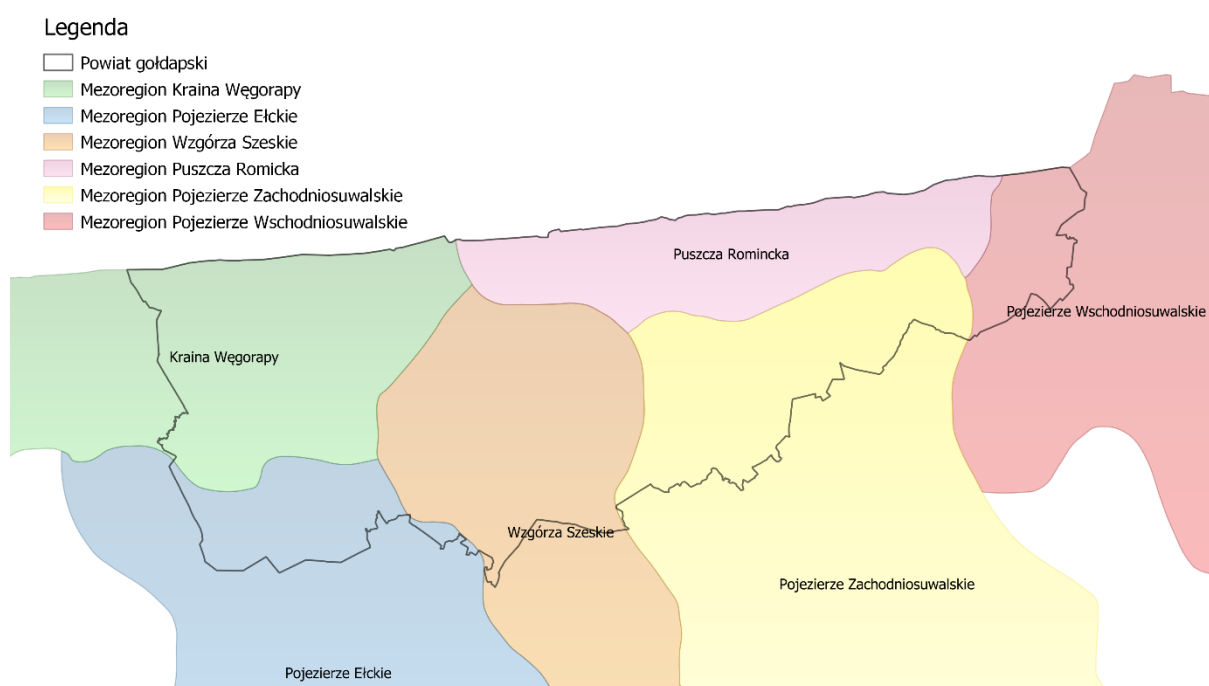 Legenda
Powiat gołdapski
Mezoregion Kraina Węgorapy
Mezoregion Pojezierze Ełckie
Mezoregion Wzgórza Szeskie
Mezoregion Puszcza Romicka
Mezoregion Pojezierze Zachodniosuwalskie
Mezoregion Pojezierze Wschodniosuwalskie
Puszcza Romincka
Pojezierze Wschodniosuwalskie
Kraina Węgorapy
Wzgórza Szeskie
Pojezierze Zachodniosuwalskie
Pojezierze Ełckie